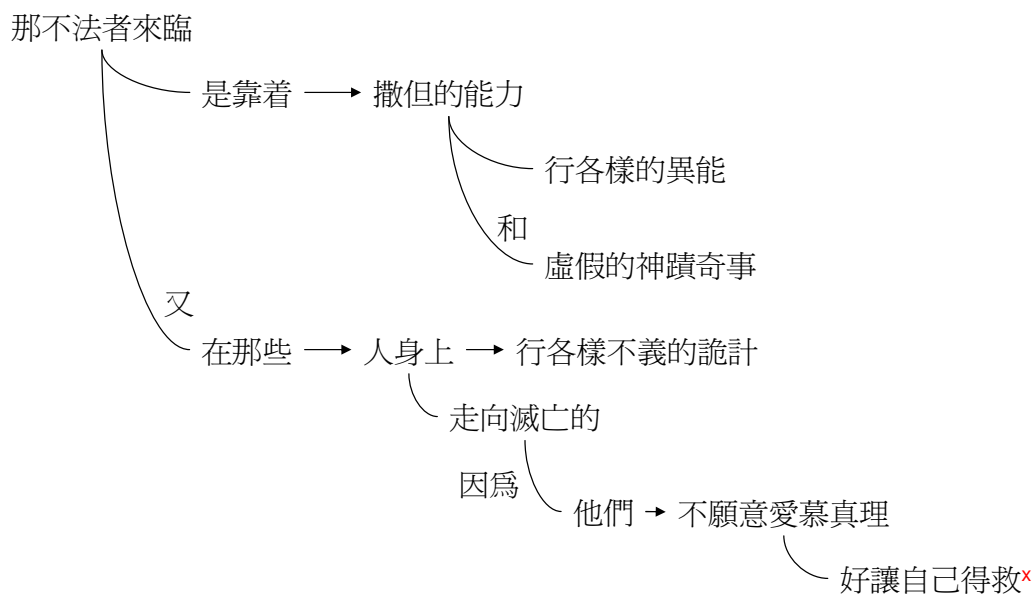 那不法者來臨
是靠着 撒但的能力
行各樣的異能
和
虛假的神蹟奇事
又
在那些 人身上 行各樣不義的詭計
走向滅亡的
因爲
他們 不願意愛慕真理
好讓自己得救x